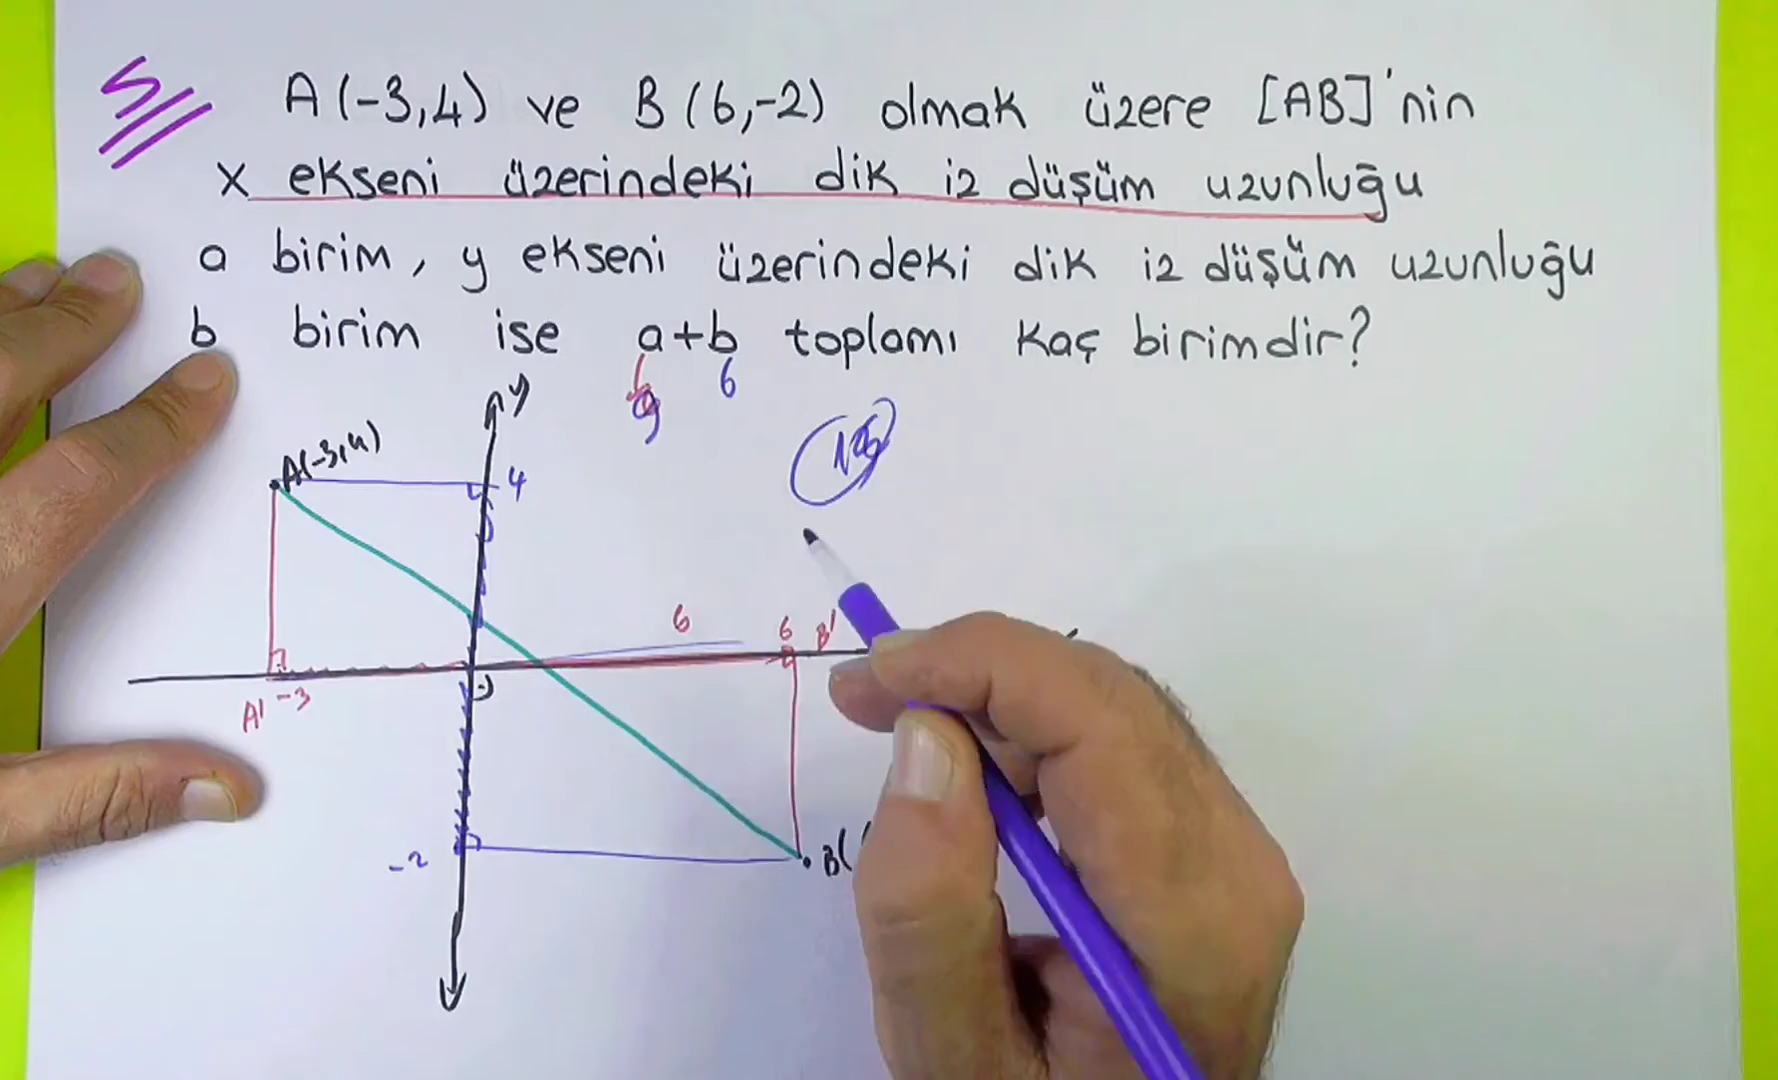 A(-3,4) ve B(6,-2) olmak üzere [AB]'nin
x ekseni üzerindeki dik iz düşüm uzunluğu
a birim, y ekseni üzerindeki dik iz düşüm uzunluğu
b birim ise a+b toplamı kaç birimdir?
9 6
y
A(-3,4)
4
6
6 B'
A' -3
-2
B(